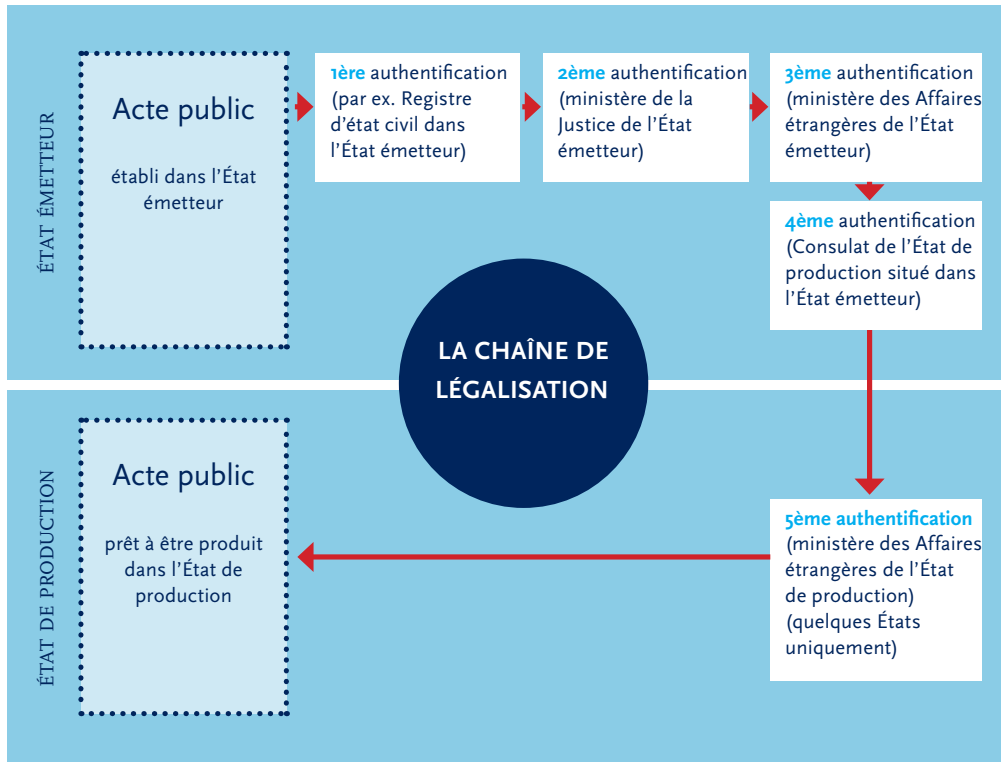 ÉTAT ÉMETTEUR
Acte public
établi dans l'État
émetteur
1ère authentification
(par ex. Registre
d'état civil dans
l'État émetteur)
2ème authentification
(ministère de la
Justice de l'État
émetteur)
3ème authentification
(ministère des Affaires
étrangères de l'État
émetteur)
4ème authentification
(Consulat de l'État de
production situé dans
l'État émetteur)
LA CHAÎNE DE
LÉGALISATION
ÉTAT DE PRODUCTION
Acte public
prêt à être produit
dans l'État de
production
5ème authentification
(ministère des Affaires
étrangères de l'État
de production)
(quelques États
uniquement)